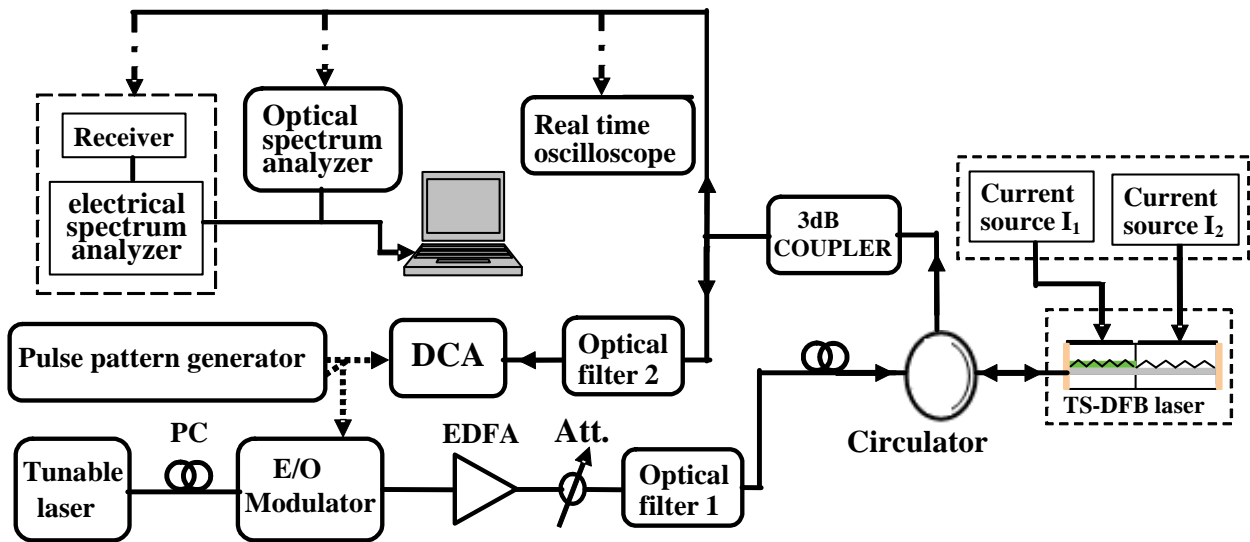 Receiver
electrical
spectrum
analyzer
Optical
spectrum
analyzer
Real time
oscilloscope
3dB
COUPLER
Current
source I₁
Current
source I₂
TS-DFB laser
Pulse pattern generator
DCA
Optical
filter 2
Circulator
Tunable
laser
PC
E/O
Modulator
EDFA
Att.
Optical
filter 1